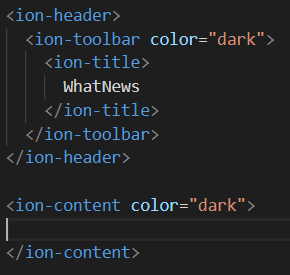 <ion-header>
  <ion-toolbar color="dark">
    <ion-title>
      WhatNews
    </ion-title>
  </ion-toolbar>
</ion-header>

<ion-content color="dark">

</ion-content>